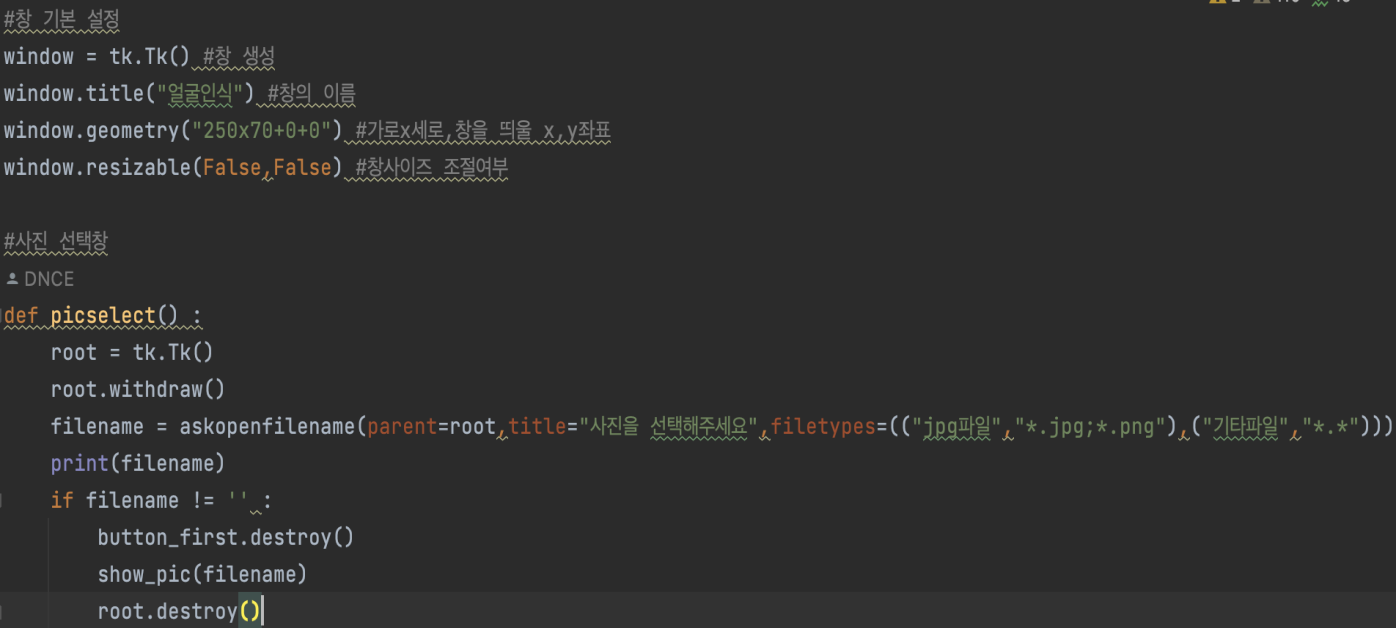 #창 기본 설정
window = tk.Tk() #창 생성
window.title("얼굴인식") #창의 이름
window.geometry("250x70+0+0") #가로x세로,창을 띄울 x,y좌표
window.resizable(False,False) #창사이즈 조절여부
#사진 선택창
DNCE
def picselect() :
    root = tk.Tk()
    root.withdraw()
    filename = askopenfilename(parent=root,title="사진을 선택해주세요",filetypes=(("jpg파일","*.jpg;*.png"),("기타파일","*.*")))
    print(filename)
    if filename != '' :
        button_first.destroy()
        show_pic(filename)
        root.destroy()